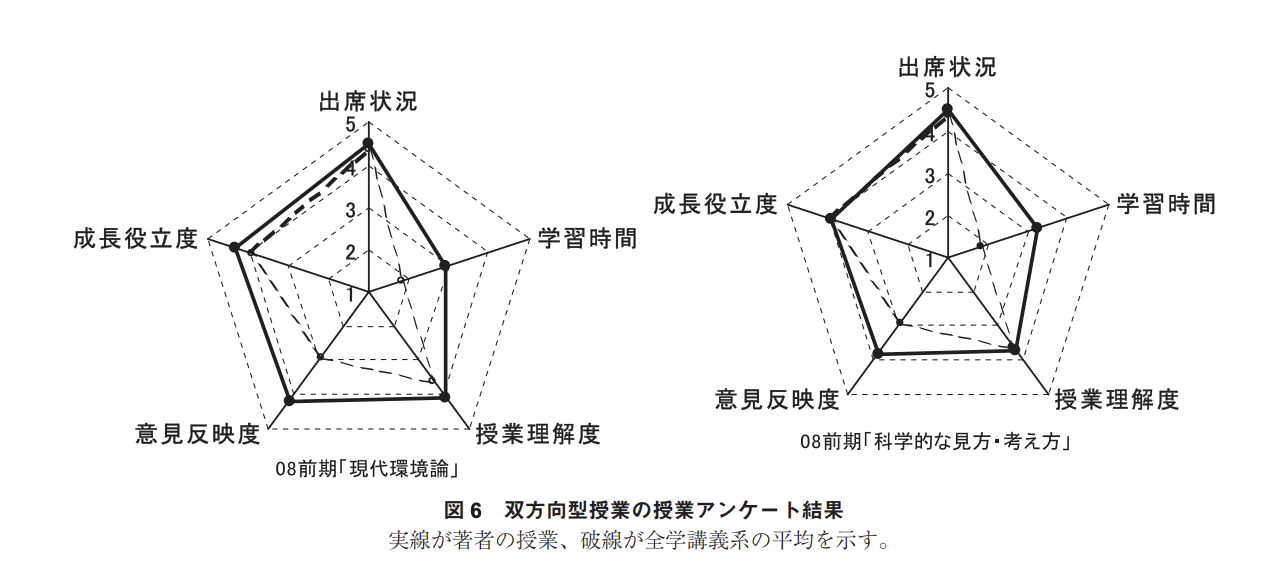 出席状況
5
4
3
2
1
成長役立度
学習時間
意見反映度
授業理解度
08前期「現代環境論」
出席状況
5
4
3
2
1
成長役立度
学習時間
意見反映度
授業理解度
08前期「科学的な見方・考え方」
図6 双方向型授業の授業アンケート結果
実線が著者の授業、破線が全学講義系の平均を示す。